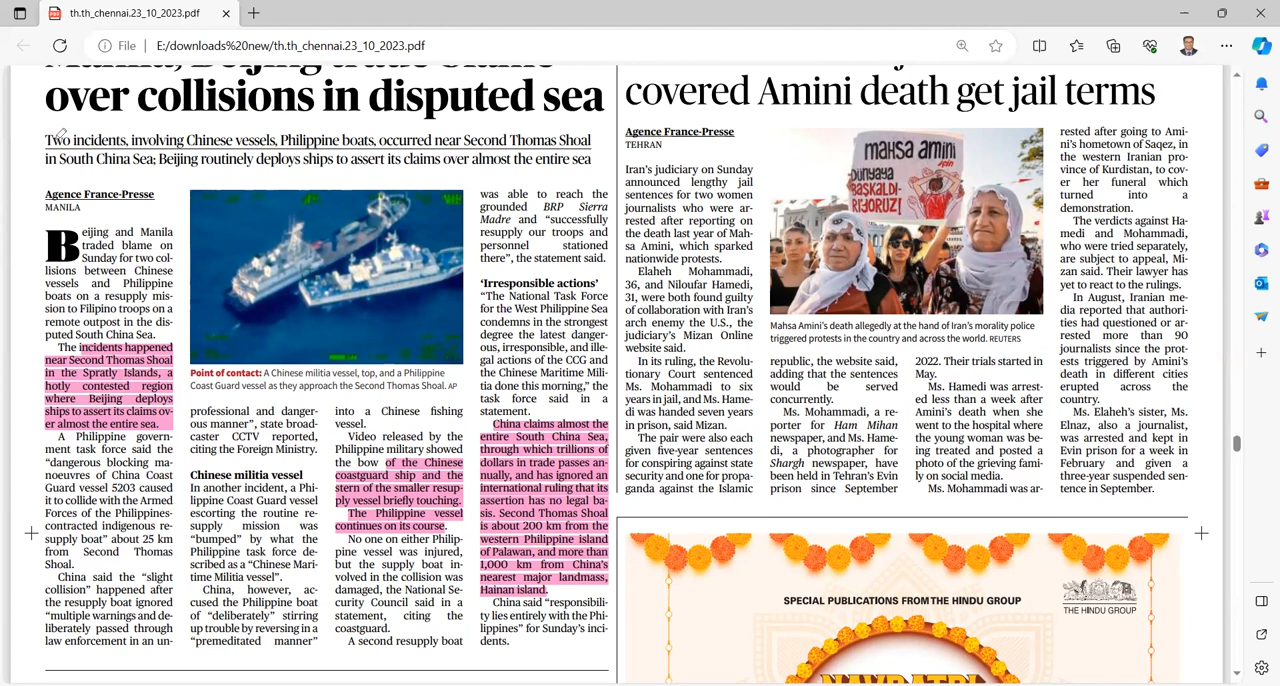 th.th_chennai.23_10_2023.pdf
File
E:/downloads%20new/th.th_chennai.23_10_2023.pdf
over collisions in disputed sea
Two incidents, involving Chinese vessels, Philippine boats, occurred near Second Thomas Shoal
in South China Sea; Beijing routinely deploys ships to assert its claims over almost the entire sea
Agence France-Presse
MANILA
Beijing and Manila
traded blame on
Sunday for two col-
lisions between Chinese
vessels and Philippine
boats on a resupply mis-
sion to Filipino troops on a
remote outpost in the dis-
puted South China Sea.
The incidents happened
near Second Thomas Shoal
in the Spratly Islands, a
hotly contested region
where Beijing deploys
ships to assert its claims ov-
er almost the entire sea.
A Philippine govern-
ment task force said the
“dangerous blocking ma-
noeuvres of China Coast
Guard vessel 5203 caused
it to collide with the Armed
Forces of the Philippines-
contracted indigenous re-
supply boat” about 25 km
from Second Thomas
Shoal.
China said the “slight
collision” happened after
the resupply boat ignored
“multiple warnings and de-
liberately passed through
law enforcement in an un-
Point of contact: A Chinese militia vessel, top, and a Philippine
Coast Guard vessel as they approach the Second Thomas Shoal. AP
professional and danger-
ous manner”, state broad-
caster CCTV reported,
citing the Foreign Ministry.
Chinese militia vessel
In another incident, a Phi-
lippine Coast Guard vessel
escorting the routine re-
supply mission was
“bumped” by what the
Philippine task force de-
scribed as a “Chinese Mari-
time Militia vessel”.
China, however, ac-
cused the Philippine boat
of “deliberately” stirring
up trouble by reversing in a
“premeditated manner”
into a Chinese fishing
vessel.
Video released by the
Philippine military showed
the bow of the Chinese
coastguard ship and the
stern of the smaller resup-
ply vessel briefly touching.
The Philippine vessel
continues on its course.
No one on either Philip-
pine vessel was injured,
but the supply boat in-
volved in the collision was
damaged, the National Se-
curity Council said in a
statement, citing the
coastguard.
A second resupply boat
was able to reach the
grounded BRP Sierra
Madre and “successfully
resupply our troops and
personnel stationed
there”, the statement said.
‘Irresponsible actions’
“The National Task Force
for the West Philippine Sea
condemns in the strongest
degree the latest danger-
ous, irresponsible, and ille-
gal actions of the CCG and
the Chinese Maritime Mili-
tia done this morning,” the
task force said in a
statement.
China claims almost the
entire South China Sea,
through which trillions of
dollars in trade passes an-
nually, and has ignored an
international ruling that its
assertion has no legal ba-
sis. Second Thomas Shoal
is about 200 km from the
western Philippine island
of Palawan, and more than
1,000 km from China’s
nearest major landmass,
Hainan island.
China said “responsibili-
ty lies entirely with the Phi-
lippines” for Sunday’s inci-
dents.
covered Amini death get jail terms
Agence France-Presse
TEHRAN
Iran’s judiciary on Sunday
announced lengthy jail
sentences for two women
journalists who were ar-
rested after reporting on
the death last year of Mah-
sa Amini, which sparked
nationwide protests.
Elaheh Mohammadi,
36, and Niloufar Hamedi,
31, were both found guilty
of collaboration with Iran’s
arch enemy the U.S., the
judiciary’s Mizan Online
website said.
In its ruling, the Revolu-
tionary Court sentenced
Ms. Mohammadi to six
years in jail, and Ms. Hame-
di was handed seven years
in prison, said Mizan.
The pair were also each
given five-year sentences
for conspiring against state
security and one for propa-
ganda against the Islamic
mahsa amini
Dünyaya
BAŞKALDI-
RIYORUZ!
Mahsa Amini’s death allegedly at the hand of Iran’s morality police
triggered protests in the country and across the world. REUTERS
republic, the website said,
adding that the sentences
would be served
concurrently.
Ms. Mohammadi, a re-
porter for Ham Mihan
newspaper, and Ms. Hame-
di, a photographer for
Shargh newspaper, have
been held in Tehran’s Evin
prison since September
2022. Their trials started in
May.
Ms. Hamedi was arrest-
ed less than a week after
Amini’s death when she
went to the hospital where
the young woman was be-
ing treated and posted a
photo of the grieving fami-
ly on social media.
Ms. Mohammadi was ar-
rested after going to Ami-
ni’s hometown of Saqez, in
the western Iranian pro-
vince of Kurdistan, to cov-
er her funeral which
turned into a
demonstration.
The verdicts against Ha-
medi and Mohammadi,
who were tried separately,
are subject to appeal, Mi-
zan said. Their lawyer has
yet to react to the rulings.
In August, Iranian me-
dia reported that authori-
ties had questioned or ar-
rested more than 90
journalists since the pro-
tests triggered by Amini’s
death in different cities
erupted across the
country.
Ms. Elaheh’s sister, Ms.
Elnaz, also a journalist,
was arrested and kept in
Evin prison for a week in
February and given a
three-year suspended sen-
tence in September.
SPECIAL PUBLICATIONS FROM THE HINDU GROUP
THE HINDU GROUP